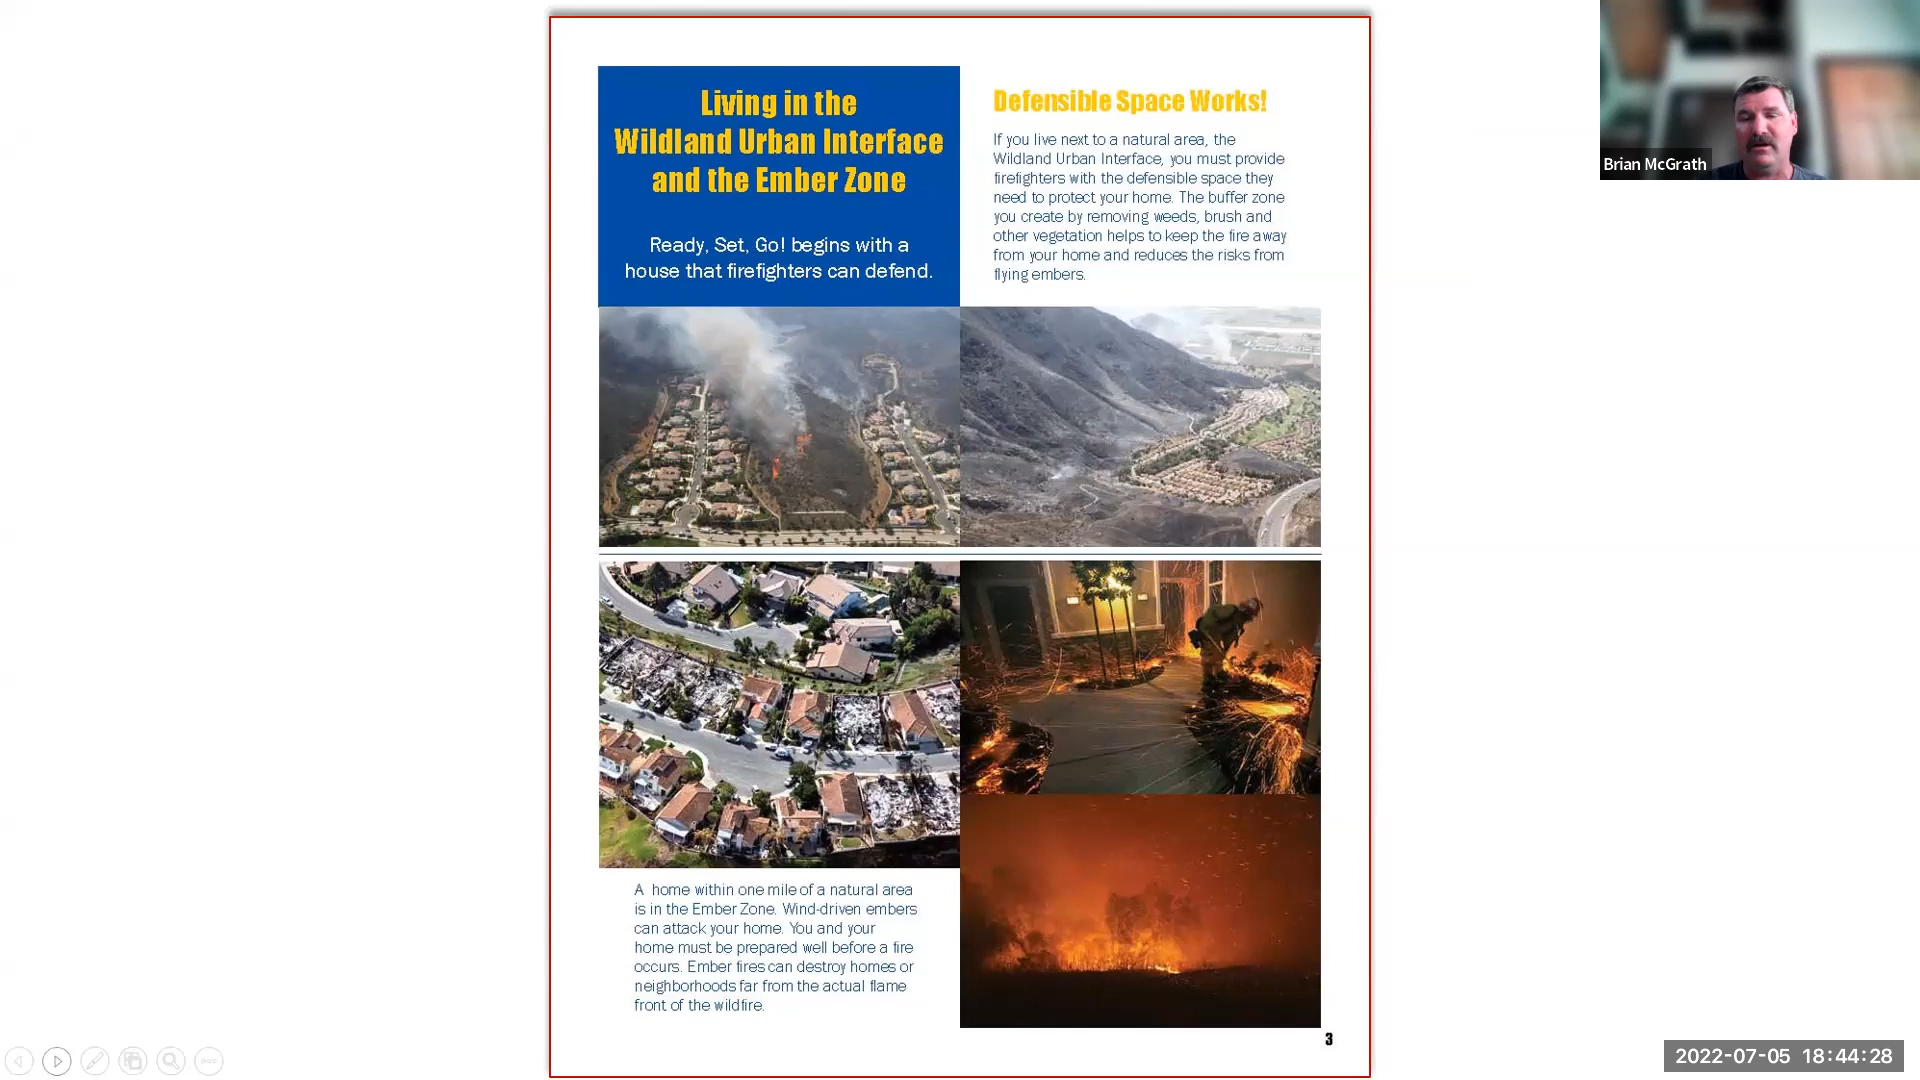 Living in the
Wildland Urban Interface
and the Ember Zone
Ready, Set, Go! begins with a
house that firefighters can defend.
Defensible Space Works!
If you live next to a natural area, the
Wildland Urban Interface, you must provide
firefighters with the defensible space they
need to protect your home. The buffer zone
you create by removing weeds, brush and
other vegetation helps to keep the fire away
from your home and reduces the risks from
flying embers.
A home within one mile of a natural area
is in the Ember Zone. Wind-driven embers
can attack your home. You and your
home must be prepared well before a fire
occurs. Ember fires can destroy homes or
neighborhoods far from the actual flame
front of the wildfire.
3
Brian McGrath
2022-07-05 18:44:28